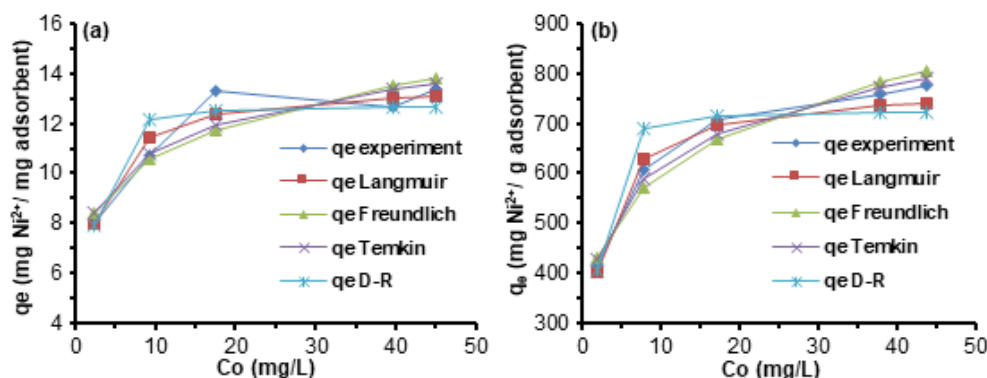 (a)
qe (mg Ni²⁺/ mg adsorbent)
16
14
12
10
8
6
4
0 10 20 30 40 50
Co (mg/L)
qe experiment
qe Langmuir
qe Freundlich
qe Temkin
qe D-R
(b)
qₑ (mg Ni²⁺/ g adsorbent)
900
800
700
600
500
400
300
0 10 20 30 40 50
Co (mg/L)
qe experiment
qe Langmuir
qe Freundlich
qe Temkin
qe D-R